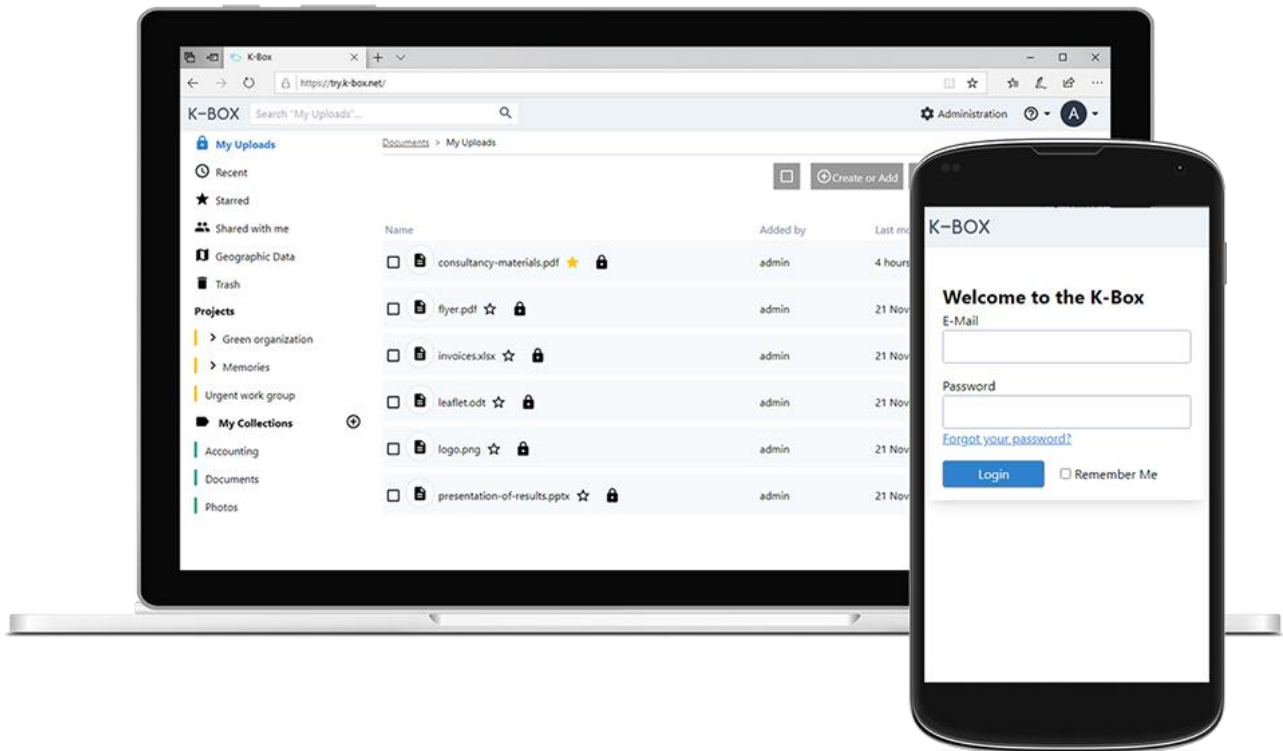 K-Box
https://try.k-box.net/
K-BOX Search "My Uploads"... Administration A
My Uploads
Documents > My Uploads
Recent
Create or Add
Starred
Shared with me
Name Added by Last mo
Geographic Data
consultancy-materials.pdf admin 4 hours
Trash
Projects
flyer.pdf admin 21 Nov
Green organization
invoices.xlsx admin 21 Nov
Memories
Urgent work group
leaflet.odt admin 21 Nov
My Collections
Accounting
logo.png admin 21 Nov
Documents
presentation-of-results.pptx admin 21 Nov
Photos
K-BOX
Welcome to the K-Box
E-Mail
Password
Forgot your password?
Login Remember Me